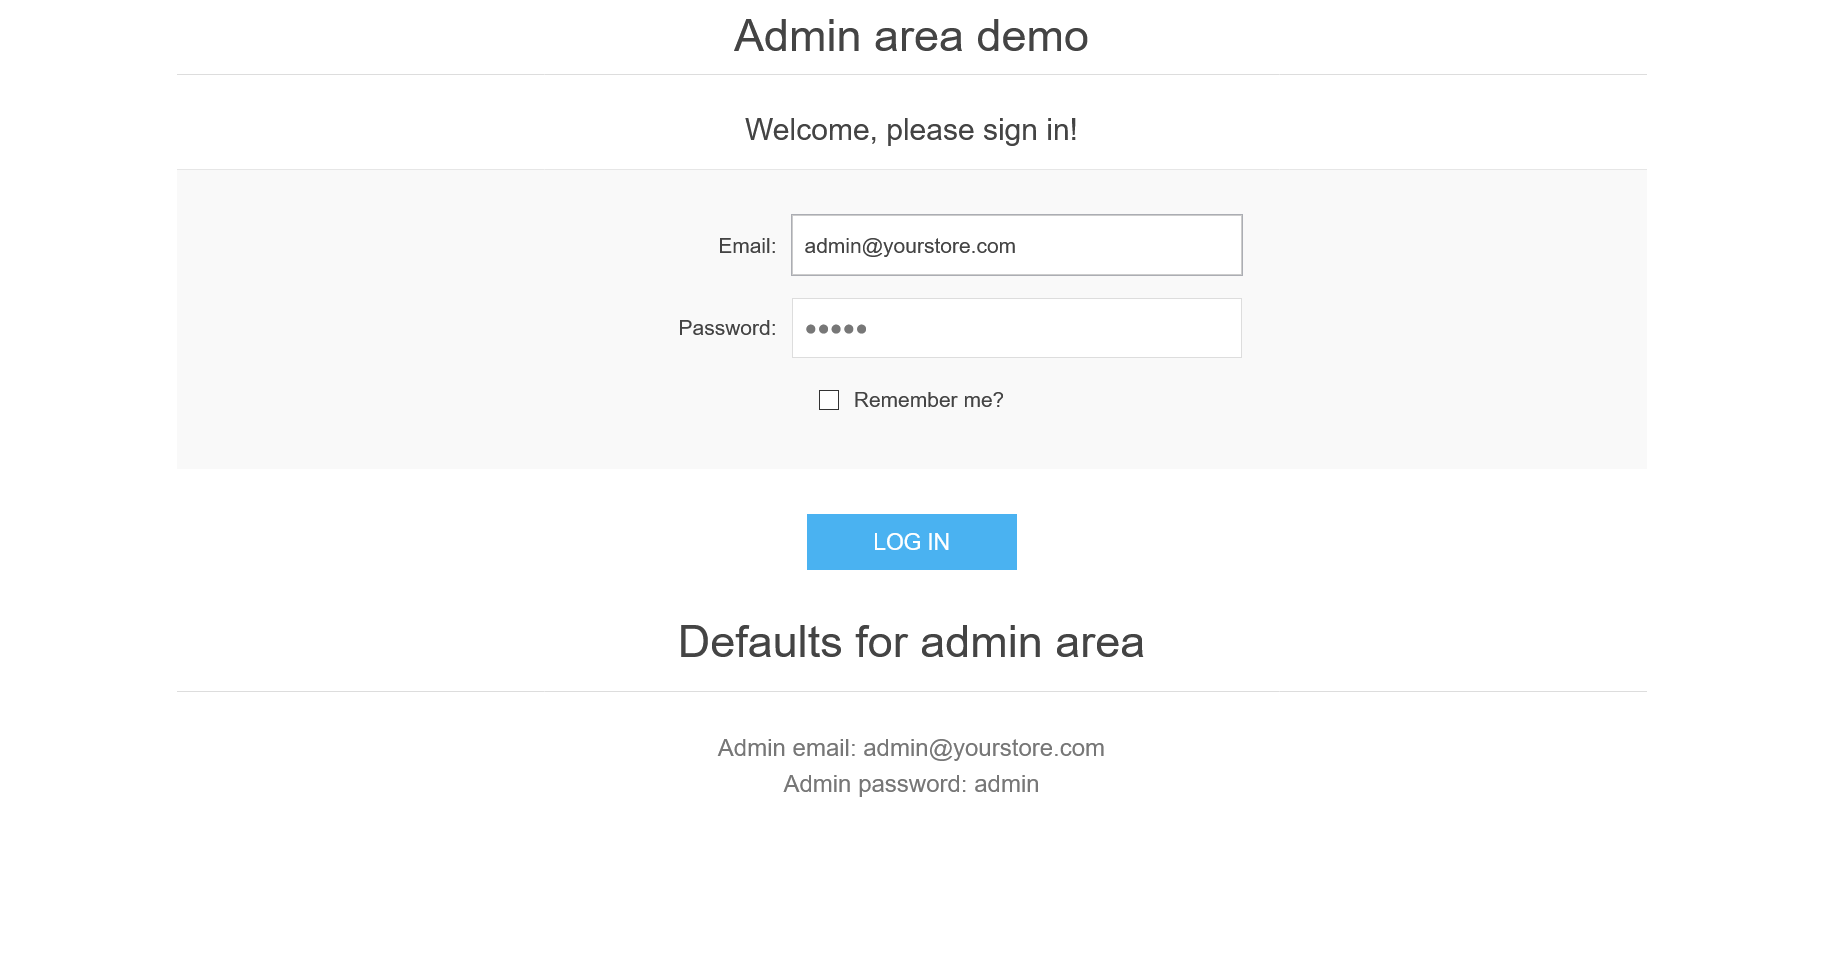 Admin area demo
Welcome, please sign in!
Email: admin@yourstore.com
Password: •••••
Remember me?
LOG IN
Defaults for admin area
Admin email: admin@yourstore.com
Admin password: admin